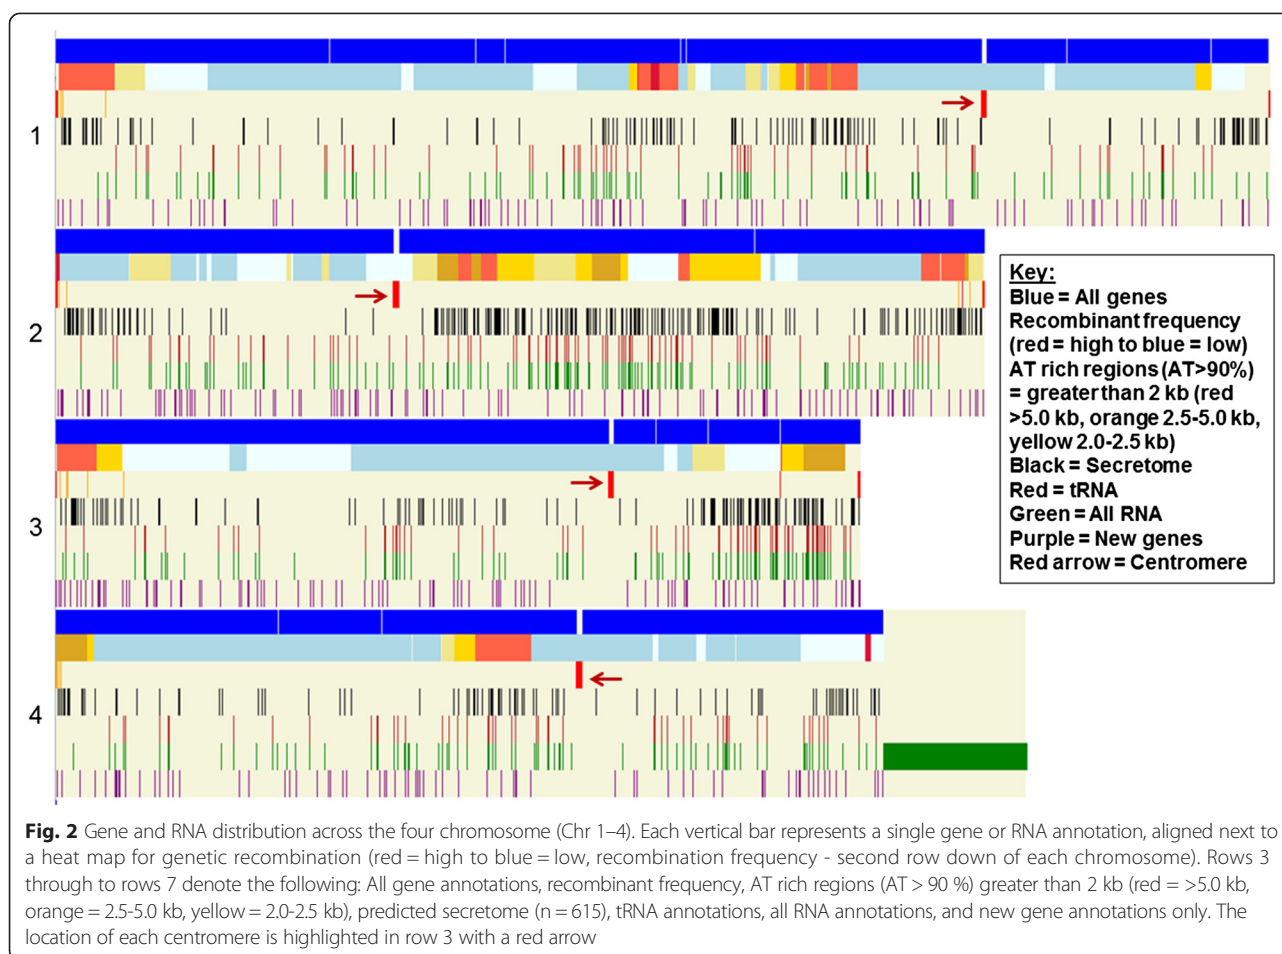 1
2
3
4
Key:
Blue = All genes
Recombinant frequency
(red = high to blue = low)
AT rich regions (AT>90%)
= greater than 2 kb (red
>5.0 kb, orange 2.5-5.0 kb,
yellow 2.0-2.5 kb)
Black = Secretome
Red = tRNA
Green = All RNA
Purple = New genes
Red arrow = Centromere
Fig. 2 Gene and RNA distribution across the four chromosome (Chr 1–4). Each vertical bar represents a single gene or RNA annotation, aligned next to
a heat map for genetic recombination (red = high to blue = low, recombination frequency - second row down of each chromosome). Rows 3
through to rows 7 denote the following: All gene annotations, recombinant frequency, AT rich regions (AT > 90 %) greater than 2 kb (red = >5.0 kb,
orange = 2.5-5.0 kb, yellow = 2.0-2.5 kb), predicted secretome (n = 615), tRNA annotations, all RNA annotations, and new gene annotations only. The
location of each centromere is highlighted in row 3 with a red arrow